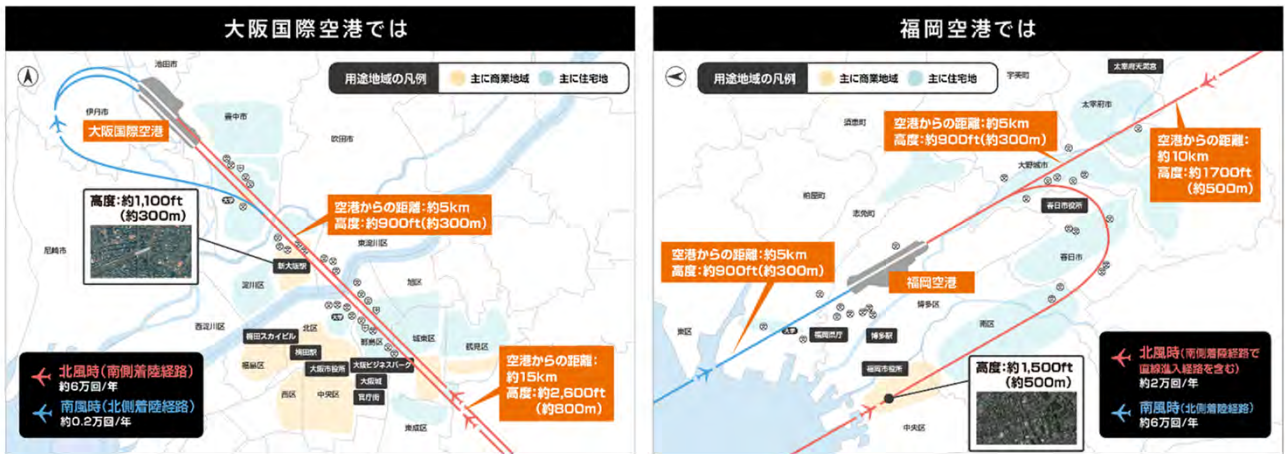 大阪国際空港では
池田市
用途地域の凡例
主に商業地域
主に住宅地
伊丹市
豊中市
大阪国際空港
吹田市
高度:約1,100ft
(約300m)
空港からの距離:約5km
高度:約900ft(約300m)
大学
尼崎市
東淀川区
新大阪駅
淀川区
旭区
西淀川区
大学
北区
梅田スカイビル
都島区
城東区
鶴見区
梅田駅
福島区
大阪市役所
大阪ビジネスパーク
大阪城
西区
中央区
官庁街
東成区
空港からの距離:
約15km
高度:約2,600ft
(約800m)
北風時(南側着陸経路)
約6万回/年
南風時(北側着陸経路)
約0.2万回/年
福岡空港では
用途地域の凡例
主に商業地域
主に住宅地
宇美町
太宰府天満宮
太宰府市
須恵町
空港からの距離:約5km
高度:約900ft(約300m)
空港からの距離:
約10km
高度:約1700ft
(約500m)
大野城市
粕屋町
志免町
春日市役所
春日市
空港からの距離:約5km
高度:約900ft(約300m)
福岡空港
博多区
東区
大学
福岡県庁
博多駅
南区
福岡市役所
高度:約1,500ft
(約500m)
中央区
北風時(南側着陸経路で
直線進入経路を含む)
約2万回/年
南風時(北側着陸経路)
約6万回/年